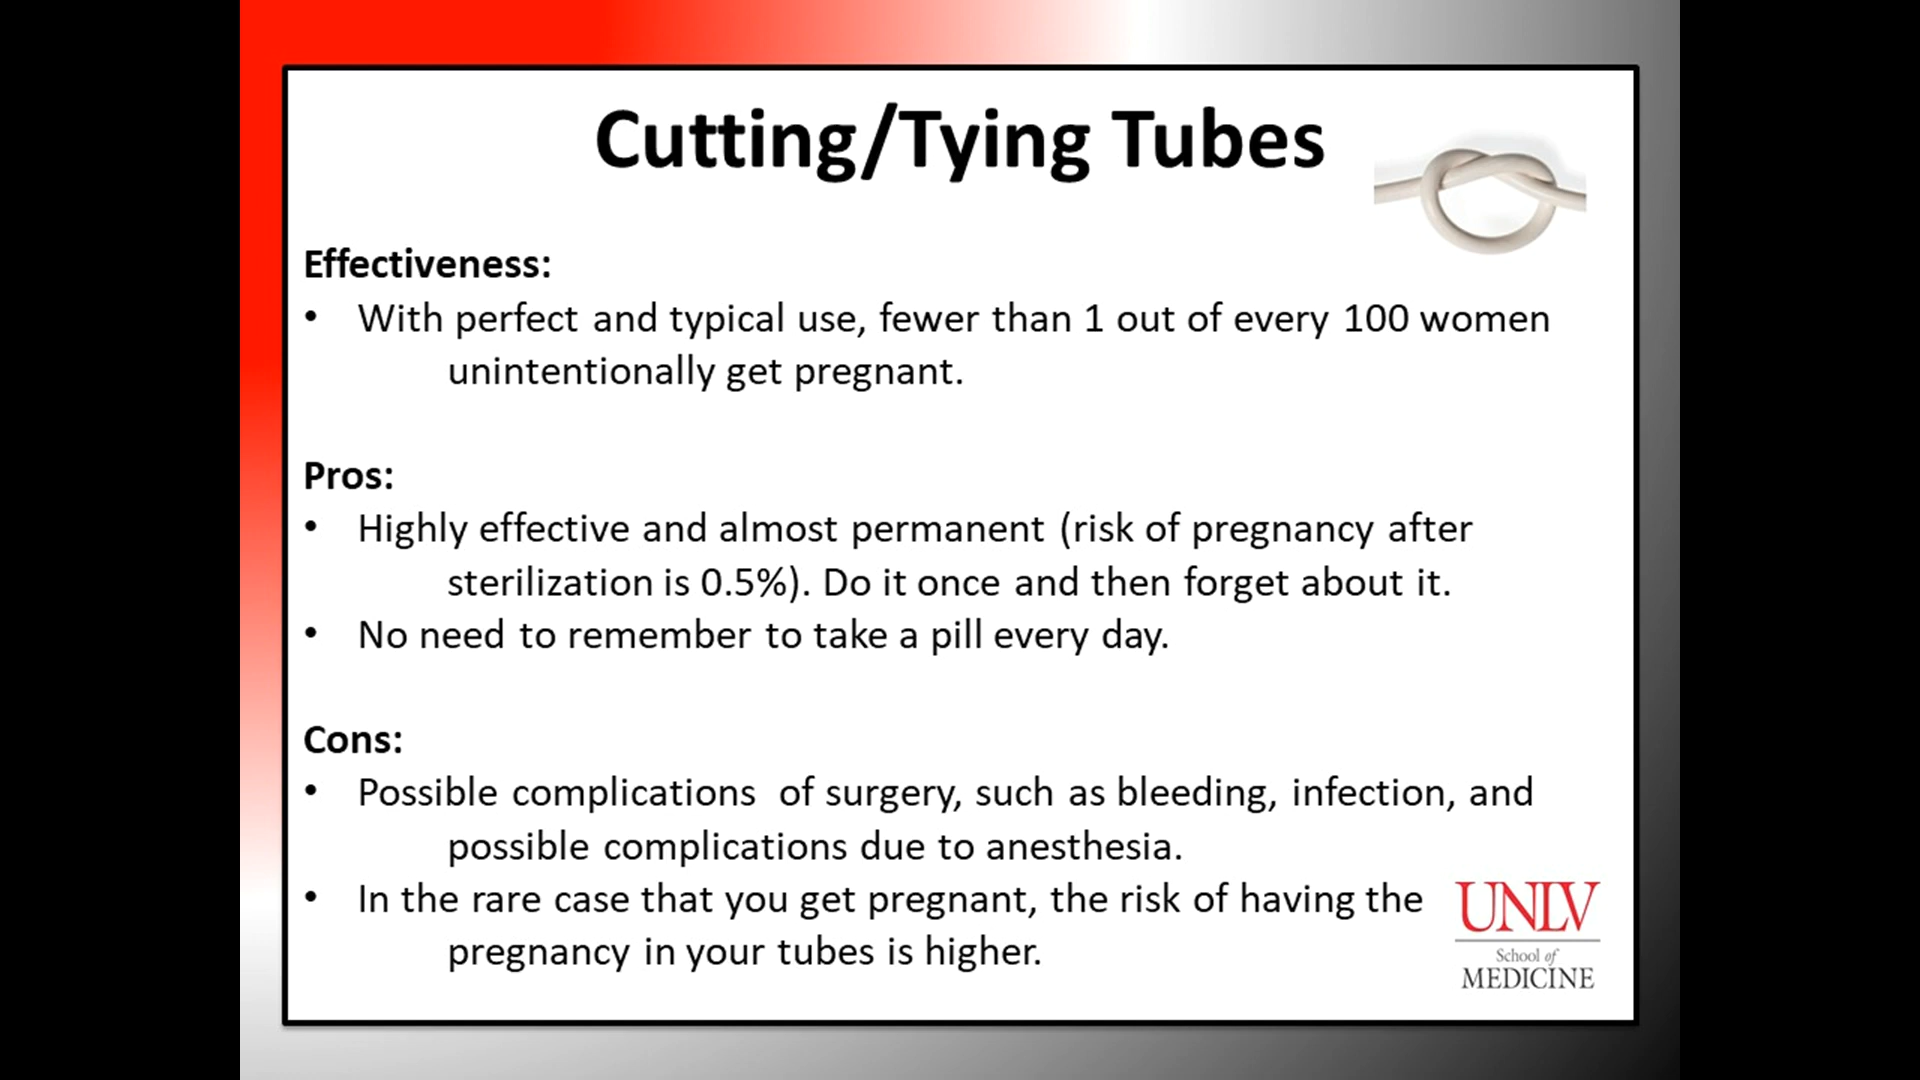 Cutting/Tying Tubes
Effectiveness:
• With perfect and typical use, fewer than 1 out of every 100 women
unintentionally get pregnant.
Pros:
• Highly effective and almost permanent (risk of pregnancy after
sterilization is 0.5%). Do it once and then forget about it.
• No need to remember to take a pill every day.
Cons:
• Possible complications of surgery, such as bleeding, infection, and
possible complications due to anesthesia.
• In the rare case that you get pregnant, the risk of having the
pregnancy in your tubes is higher.
UNLV
School of
MEDICINE